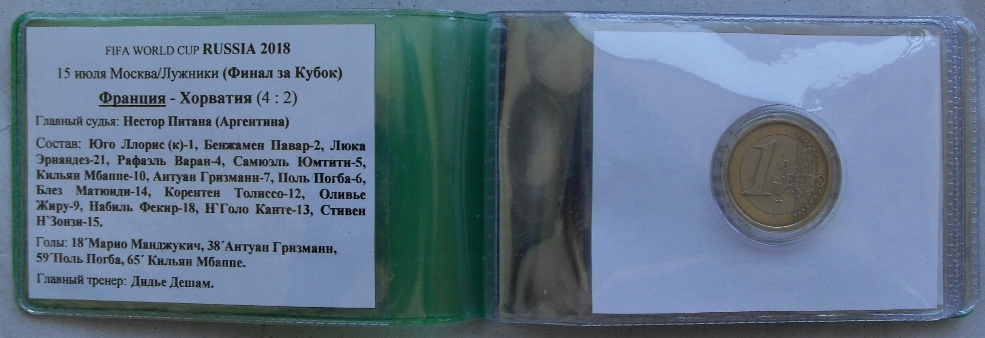 FIFA WORLD CUP RUSSIA 2018
15 июля Москва/Лужники (Финал за Кубок)
Франция - Хорватия (4 : 2)
Главный судья: Нестор Питана (Аргентина)
Состав: Юго Ллорис (к)-1, Бенжамен Павар-2, Люка
Эрнандез-21, Рафаэль Варан-4, Самюэль Юмтити-5,
Кильян Мбаппе-10, Антуан Гризманн-7, Поль Погба-6,
Блез Матюиди-14, Корентен Толиссо-12, Оливье
Жиру-9, Набиль Фекир-18, Н`Голо Канте-13, Стивен
Н`Зонзи-15.
Голы: 18´Марио Манджукич, 38´Антуан Гризманн,
59´Поль Погба, 65´ Кильян Мбаппе.
Главный тренер: Дидье Дешам.
1 EURO